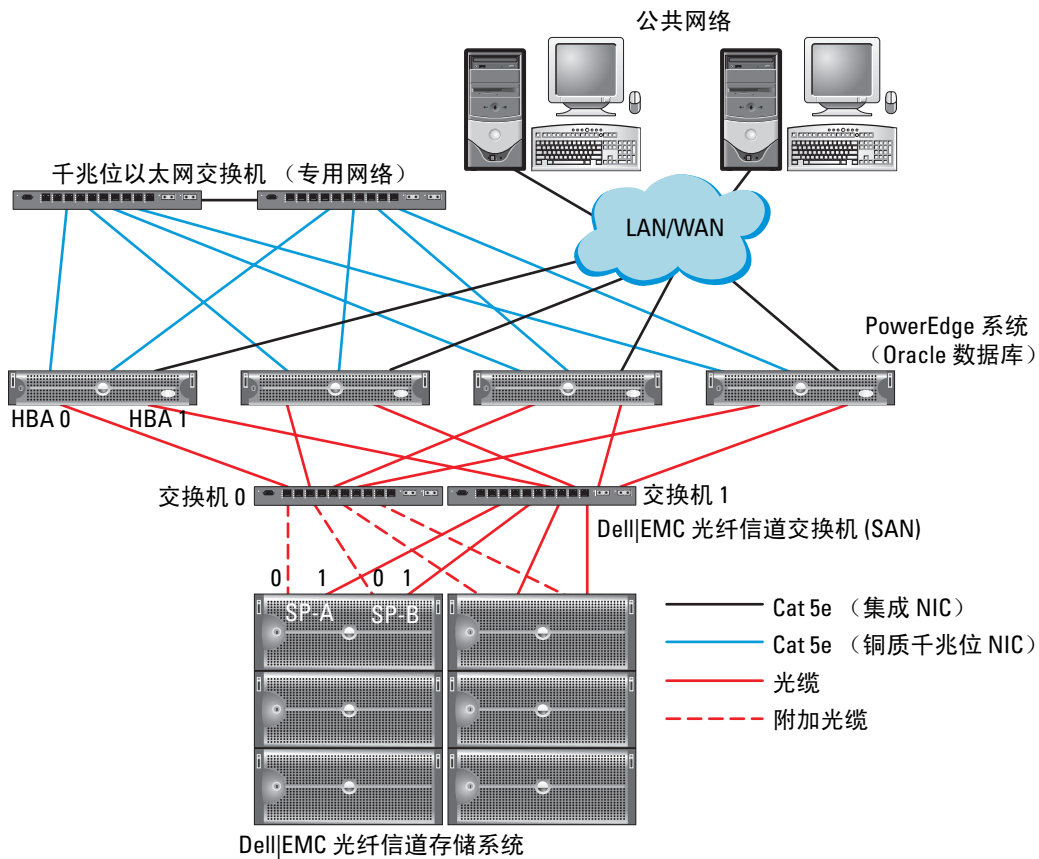 公共网络
千兆位以太网交换机 （专用网络）
LAN/WAN
PowerEdge 系统
（Oracle 数据库）
HBA 0
HBA 1
交换机 0
交换机 1
Dell|EMC 光纤信道交换机 (SAN)
0 1 0 1
SP-A SP-B
Cat 5e （集成 NIC）
Cat 5e （铜质千兆位 NIC）
光缆
附加光缆
Dell|EMC 光纤信道存储系统